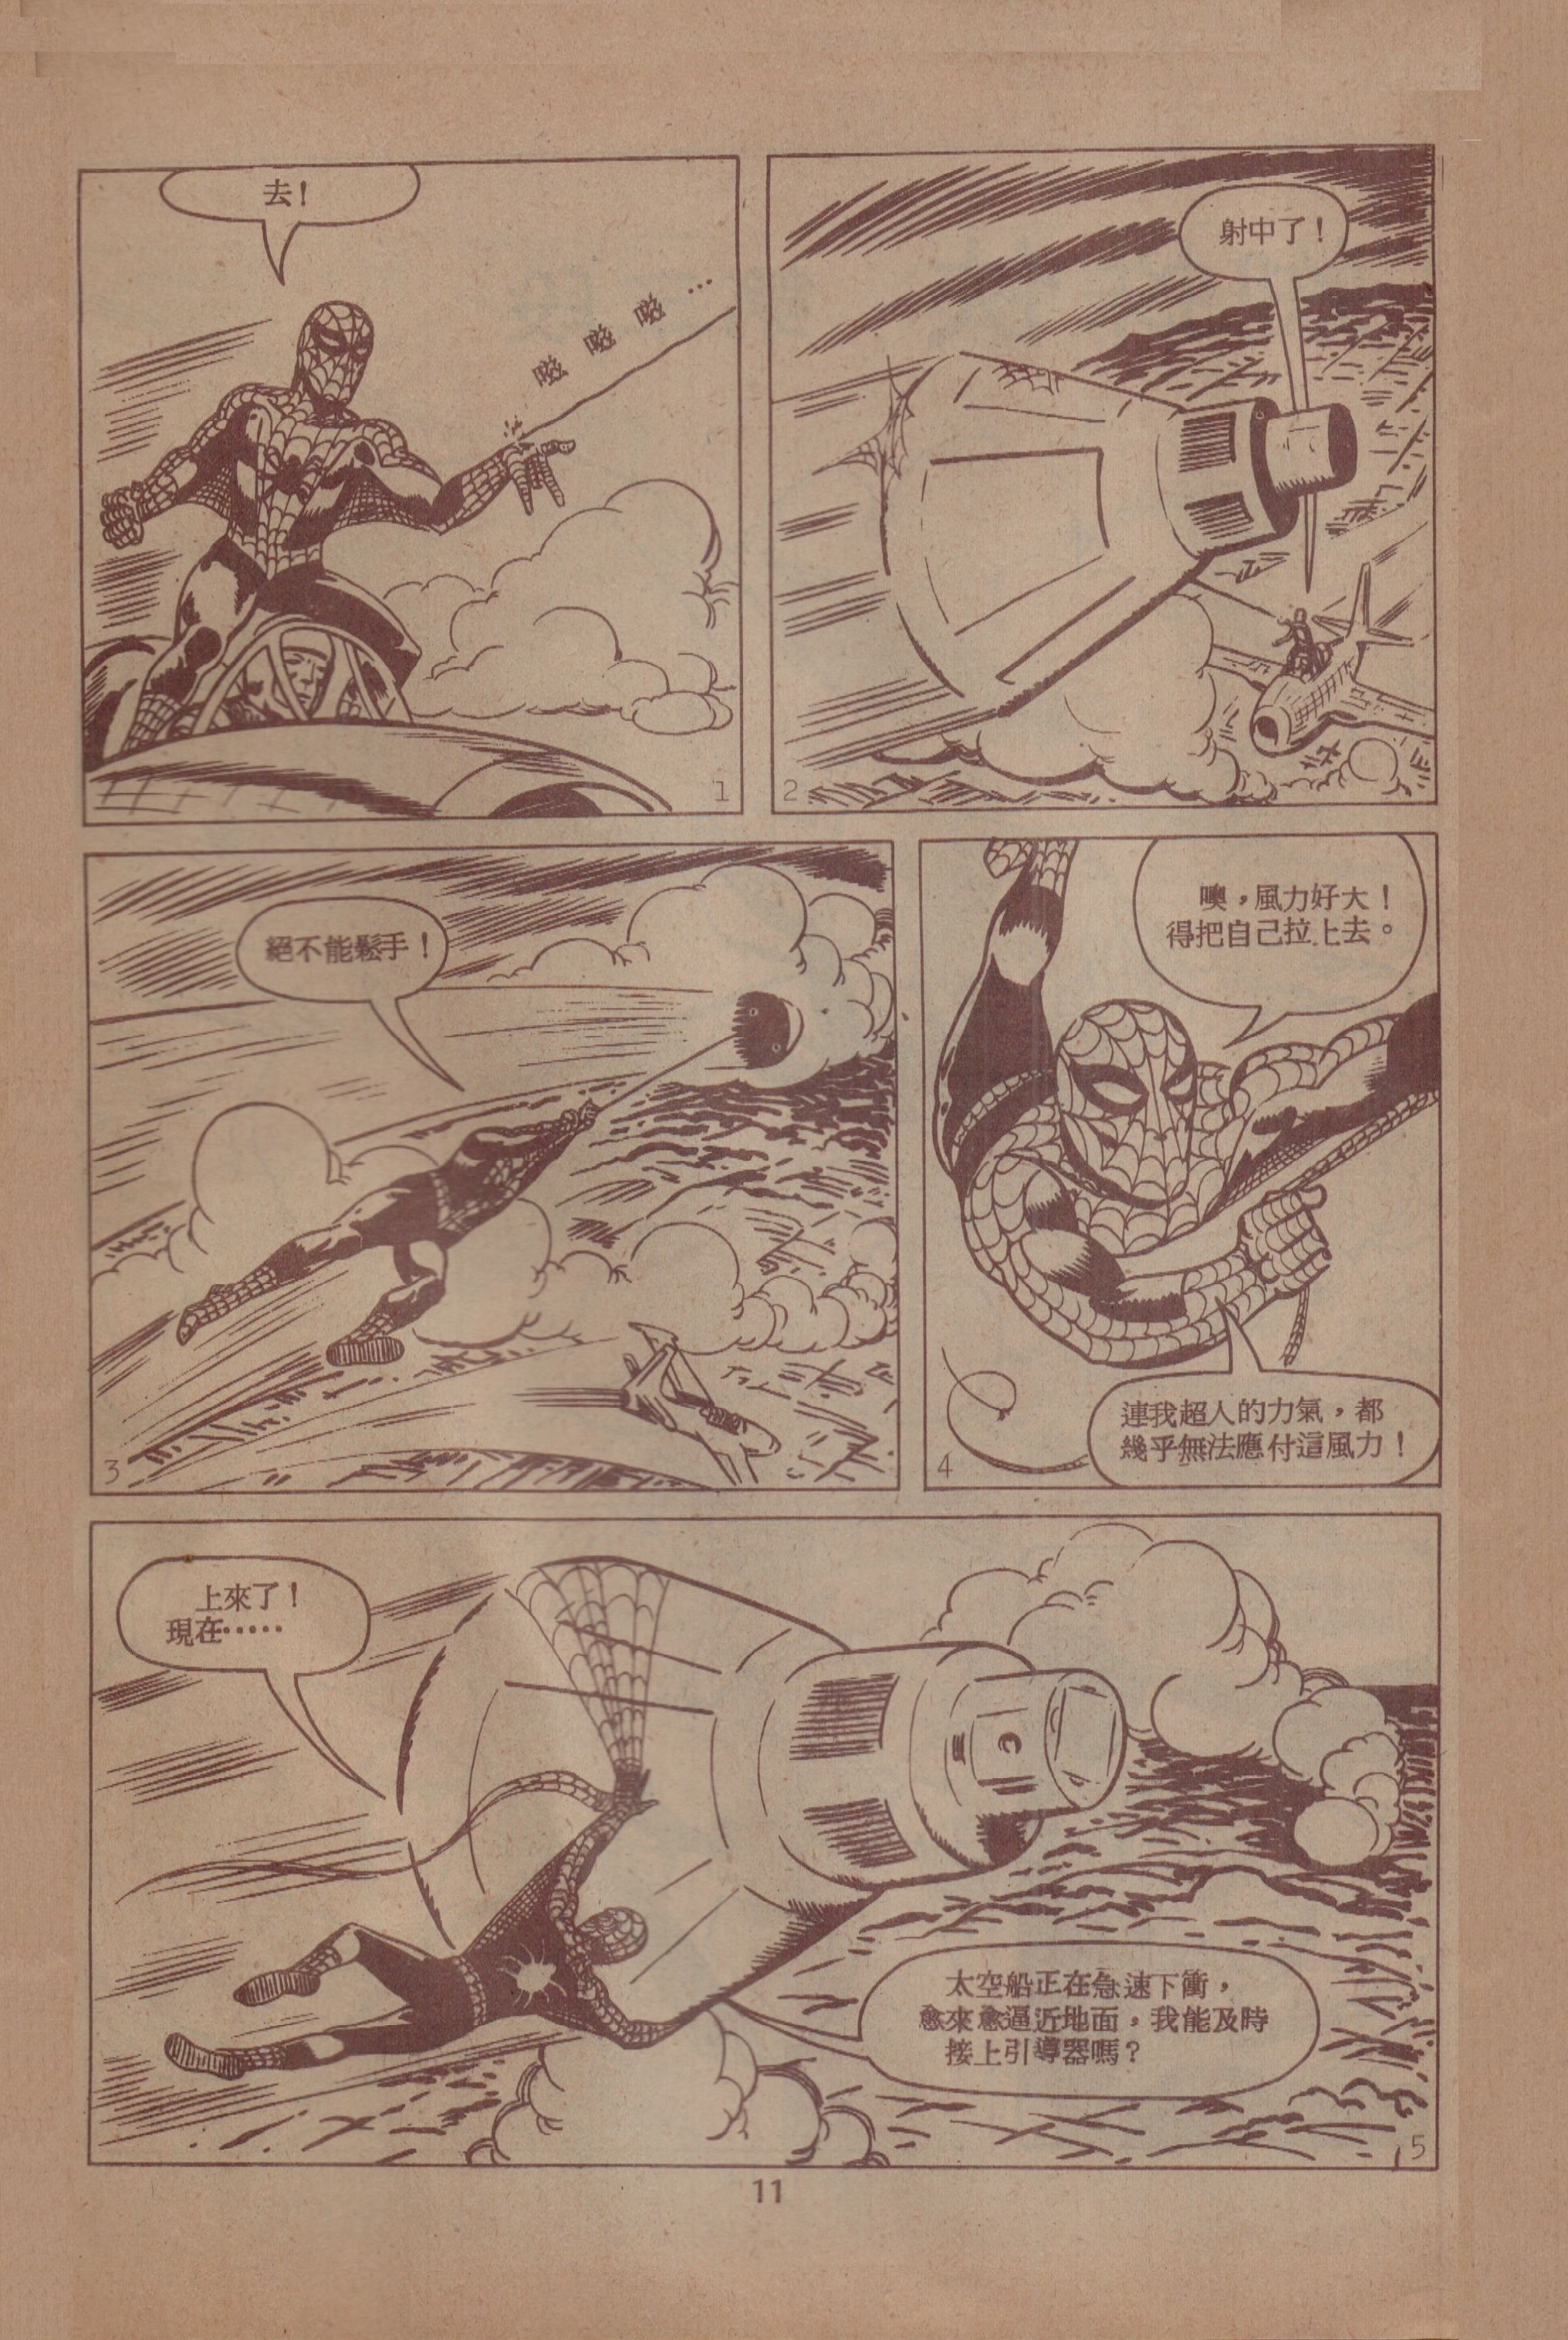 去！
嗞 嗞 嗞 …
1
射中了！
2
絕不能鬆手！
3
噢，風力好大！
得把自己拉上去。
連我超人的力氣，都
幾乎無法應付這風力！
4
上來了！
現在……
C
太空船正在急速下衝，
愈來愈逼近地面，我能及時
接上引導器嗎？
5
11